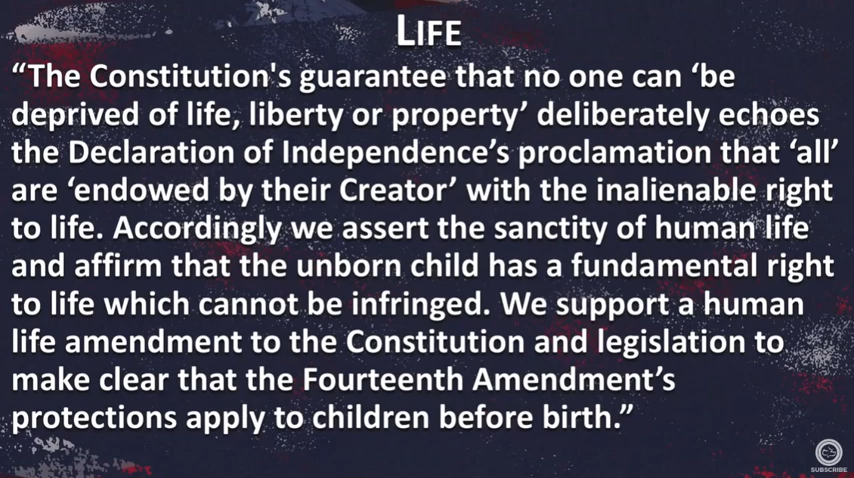 LIFE
“The Constitution's guarantee that no one can ‘be
deprived of life, liberty or property’ deliberately echoes
the Declaration of Independence’s proclamation that ‘all’
are ‘endowed by their Creator’ with the inalienable right
to life. Accordingly we assert the sanctity of human life
and affirm that the unborn child has a fundamental right
to life which cannot be infringed. We support a human
life amendment to the Constitution and legislation to
make clear that the Fourteenth Amendment’s
protections apply to children before birth.”
SUBSCRIBE